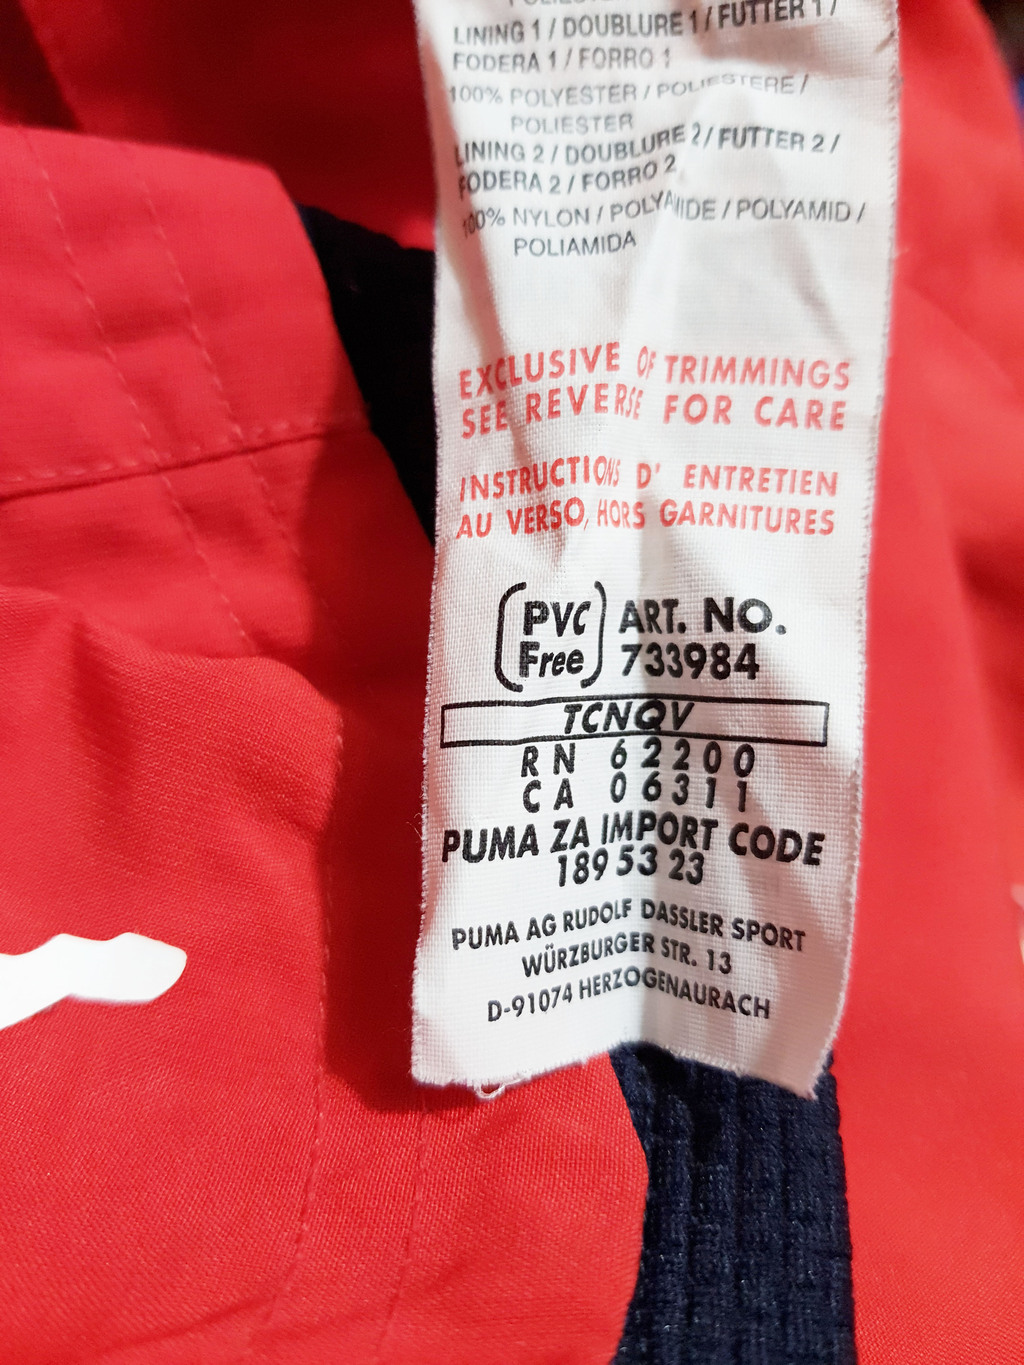 POLIESTER
LINING 1 / DOUBLURE 1 / FUTTER 1 /
FODERA 1 / FORRO 1
100% POLYESTER / POLIESTERE /
POLIESTER
LINING 2 / DOUBLURE 2 / FUTTER 2 /
FODERA 2 / FORRO 2
100% NYLON / POLYAMIDE / POLYAMID /
POLIAMIDA
EXCLUSIVE OF TRIMMINGS
SEE REVERSE FOR CARE
INSTRUCTIONS D' ENTRETIEN
AU VERSO, HORS GARNITURES
(PVC Free) ART. NO.
733984
TCNQV
RN 62200
CA 06311
PUMA ZA IMPORT CODE
18953 23
PUMA AG RUDOLF DASSLER SPORT
WÜRZBURGER STR. 13
D-91074 HERZOGENAURACH